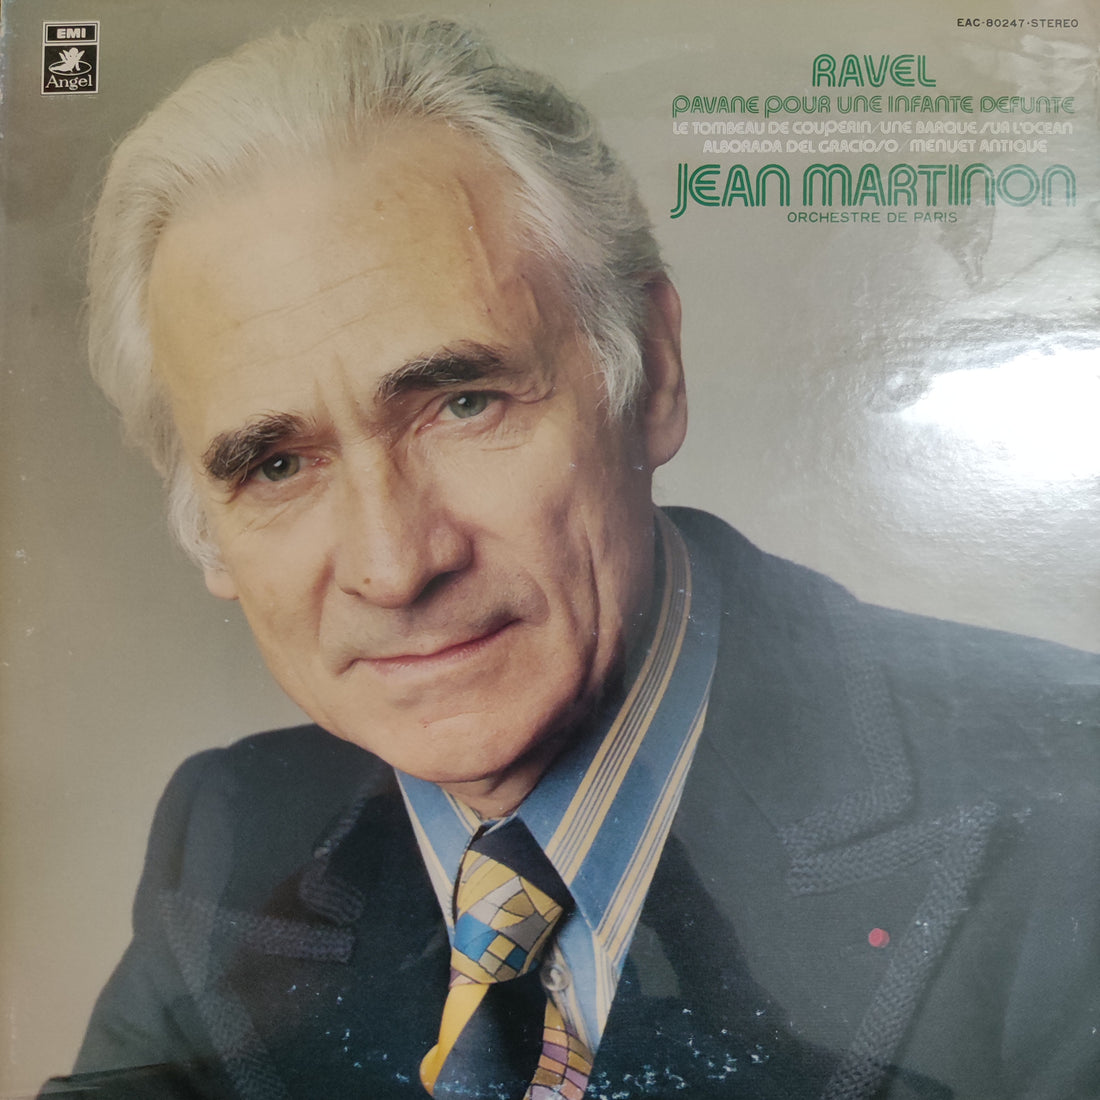 EMI
Angel
EAC-80247·STEREO
RAVEL
PAVANE POUR UNE INFANTE DEFUNTE
LE TOMBEAU DE COUPERIN/UNE BARQUE SUR L'OCEAN
ALBORADA DEL GRACIOSO/MENUET ANTIQUE
JEAN MARTINON
ORCHESTRE DE PARIS